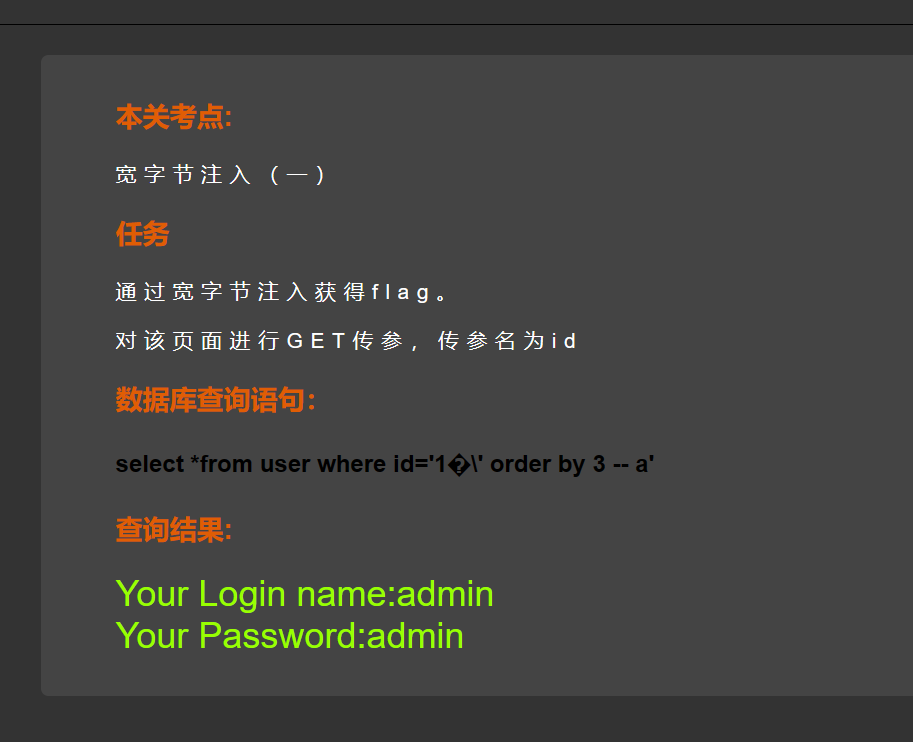 本关考点:
宽字节注入（一）
任务
通过宽字节注入获得flag。
对该页面进行GET传参，传参名为id
数据库查询语句：
select *from user where id='1�\' order by 3 -- a'
查询结果:
Your Login name:admin
Your Password:admin